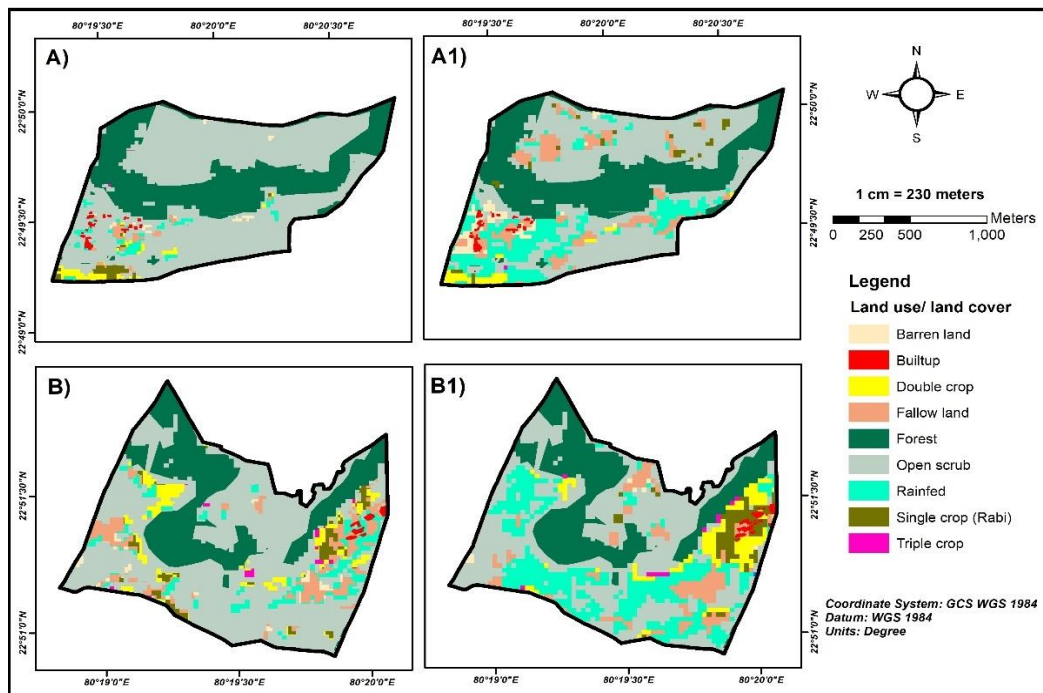 80°19'30"E 80°20'0"E 80°20'30"E
80°19'30"E 80°20'0"E 80°20'30"E
A)
A1)
22°50'0"N
22°49'30"N
22°49'0"N
22°50'0"N
22°49'30"N
N
W E
S
1 cm = 230 meters
Meters
0 250 500 1,000
Legend
Land use/ land cover
Barren land
Builtup
Double crop
Fallow land
Forest
Open scrub
Rainfed
Single crop (Rabi)
Triple crop
Coordinate System: GCS WGS 1984
Datum: WGS 1984
Units: Degree
B)
B1)
22°51'30"N
22°51'0"N
22°51'30"N
22°51'0"N
80°19'0"E 80°19'30"E 80°20'0"E
80°19'0"E 80°19'30"E 80°20'0"E